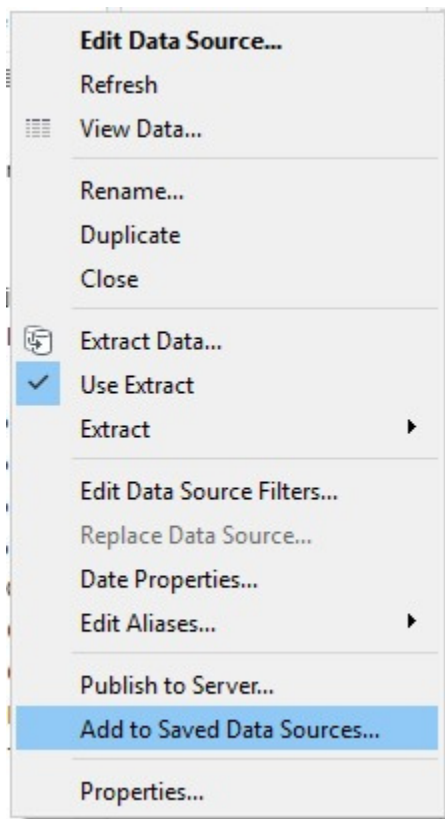 Edit Data Source...
Refresh
View Data...
Rename...
Duplicate
Close
Extract Data...
Use Extract
Extract
Edit Data Source Filters...
Replace Data Source...
Date Properties...
Edit Aliases...
Publish to Server...
Add to Saved Data Sources...
Properties...